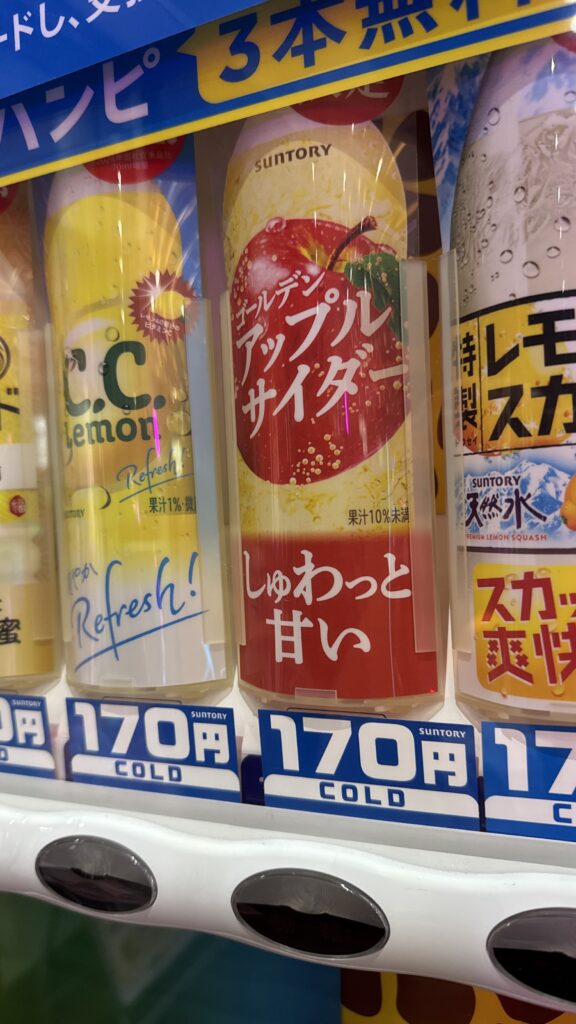 ハンピ
3本無料
SUNTORY
ゴールデン
アップル
サイダー
果汁10%未満
しゅわっと
甘い
C.C.
Lemon
Refresh!
果汁1%・微
Refresh!
特製
レモ
スカ
SUNTORY
天然水
PREMIUM LEMON SQUASH
スカッ
爽快
蜜
SUNTORY
170円
COLD
SUNTORY
170円
COLD